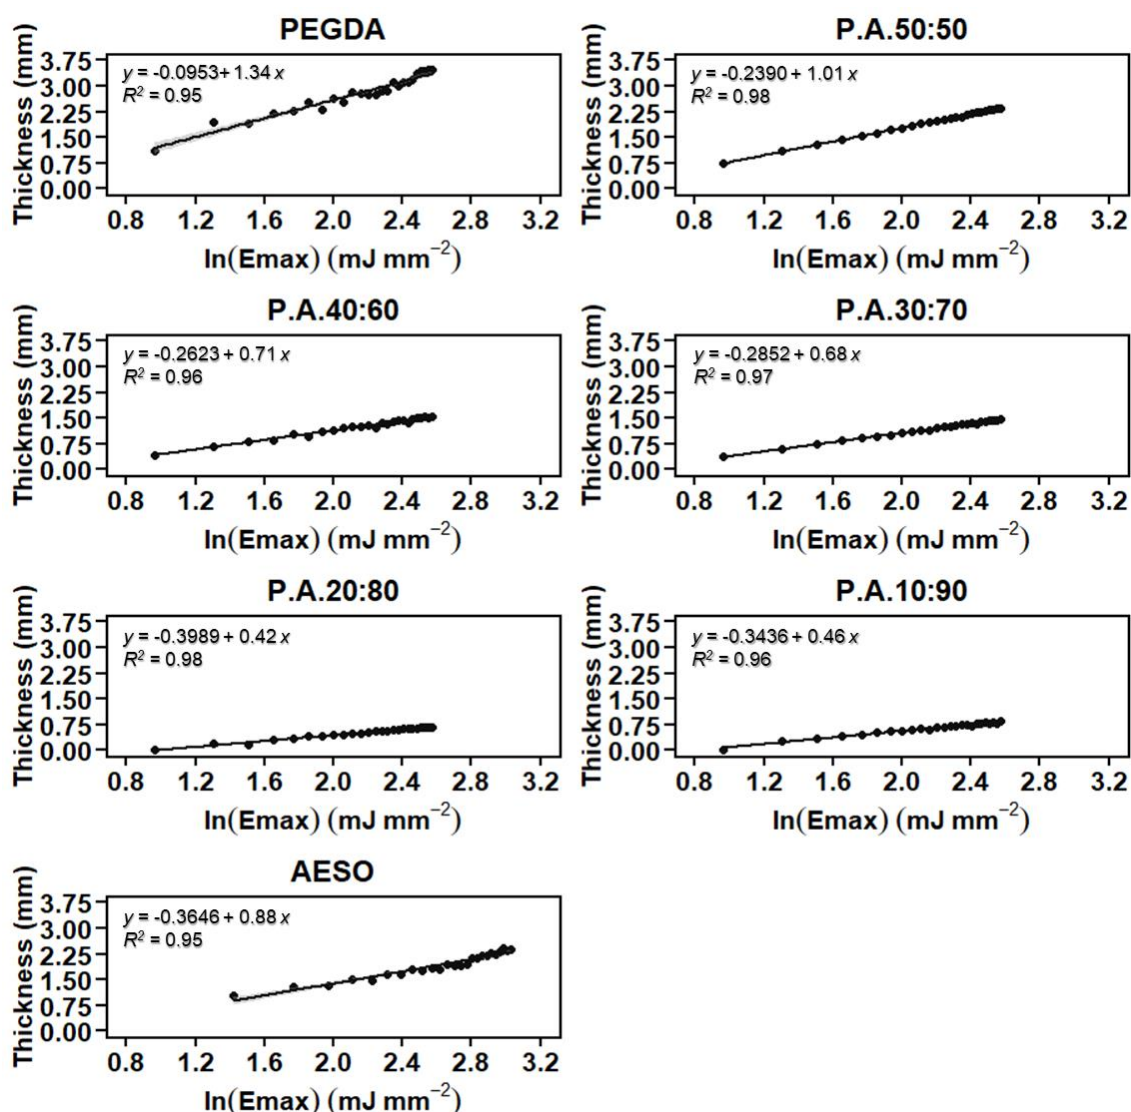 PEGDA
Thickness (mm)
3.75
3.00
2.25
1.50
0.75
0.00
y = -0.0953+ 1.34 x
R² = 0.95
0.8 1.2 1.6 2.0 2.4 2.8 3.2
ln(Emax) (mJ mm⁻²)
P.A.50:50
Thickness (mm)
3.75
3.00
2.25
1.50
0.75
0.00
y = -0.2390 + 1.01 x
R² = 0.98
0.8 1.2 1.6 2.0 2.4 2.8 3.2
ln(Emax) (mJ mm⁻²)
P.A.40:60
Thickness (mm)
3.75
3.00
2.25
1.50
0.75
0.00
y = -0.2623 + 0.71 x
R² = 0.96
0.8 1.2 1.6 2.0 2.4 2.8 3.2
ln(Emax) (mJ mm⁻²)
P.A.30:70
Thickness (mm)
3.75
3.00
2.25
1.50
0.75
0.00
y = -0.2852 + 0.68 x
R² = 0.97
0.8 1.2 1.6 2.0 2.4 2.8 3.2
ln(Emax) (mJ mm⁻²)
P.A.20:80
Thickness (mm)
3.75
3.00
2.25
1.50
0.75
0.00
y = -0.3989 + 0.42 x
R² = 0.98
0.8 1.2 1.6 2.0 2.4 2.8 3.2
ln(Emax) (mJ mm⁻²)
P.A.10:90
Thickness (mm)
3.75
3.00
2.25
1.50
0.75
0.00
y = -0.3436 + 0.46 x
R² = 0.96
0.8 1.2 1.6 2.0 2.4 2.8 3.2
ln(Emax) (mJ mm⁻²)
AESO
Thickness (mm)
3.75
3.00
2.25
1.50
0.75
0.00
y = -0.3646 + 0.88 x
R² = 0.95
0.8 1.2 1.6 2.0 2.4 2.8 3.2
ln(Emax) (mJ mm⁻²)